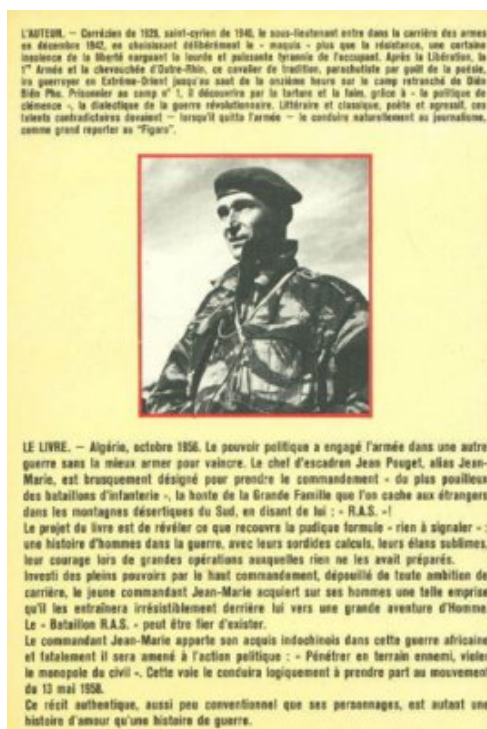 L'AUTEUR. — Corrézien de 1920, saint-cyrien de 1940, le sous-lieutenant entre dans la carrière des armes
en décembre 1942, en choisissant délibérément le « maquis » plus que la résistance, une certaine
insolence de la liberté narguant la lourde et puissante tyrannie de l'occupant. Après la Libération, la
1re Armée et la chevauchée d'Outre-Rhin, ce cavalier de tradition, parachutiste par goût de la poésie,
ira guerroyer en Extrême-Orient jusqu'au saut de la onzième heure sur le camp retranché de Diên
Biên Phu. Prisonnier au camp n° 1, il découvrira par la torture et la faim, grâce à « la politique de
clémence », la dialectique de la guerre révolutionnaire. Littéraire et classique, poète et agressif, ces
talents contradictoires devaient — lorsqu'il quitta l'armée — le conduire naturellement au journalisme,
comme grand reporter au "Figaro".
LE LIVRE. — Algérie, octobre 1956. Le pouvoir politique a engagé l'armée dans une autre
guerre sans la mieux armer pour vaincre. Le chef d'escadron Jean Pouget, alias Jean-
Marie, est brusquement désigné pour prendre le commandement « du plus pouilleux
des bataillons d'infanterie », la honte de la Grande Famille que l'on cache aux étrangers
dans les montagnes désertiques du Sud, en disant de lui : « R.A.S. »!
Le projet du livre est de révéler ce que recouvre la pudique formule « rien à signaler » :
une histoire d'hommes dans la guerre, avec leurs sordides calculs, leurs élans sublimes,
leur courage lors de grandes opérations auxquelles rien ne les avait préparés.
Investi des pleins pouvoirs par le haut commandement, dépouillé de toute ambition de
carrière, le jeune commandant Jean-Marie acquiert sur ses hommes une telle emprise
qu'il les entraînera irrésistiblement derrière lui vers une grande aventure d'Homme.
Le « Bataillon R.A.S. » peut être fier d'exister.
Le commandant Jean-Marie apporte son acquis indochinois dans cette guerre africaine
et fatalement il sera amené à l'action politique : « Pénétrer en terrain ennemi, violer
le monopole du civil ». Cette voie le conduira logiquement à prendre part au mouvement
du 13 mai 1958.
Ce récit authentique, aussi peu conventionnel que ses personnages, est autant une
histoire d'amour qu'une histoire de guerre.